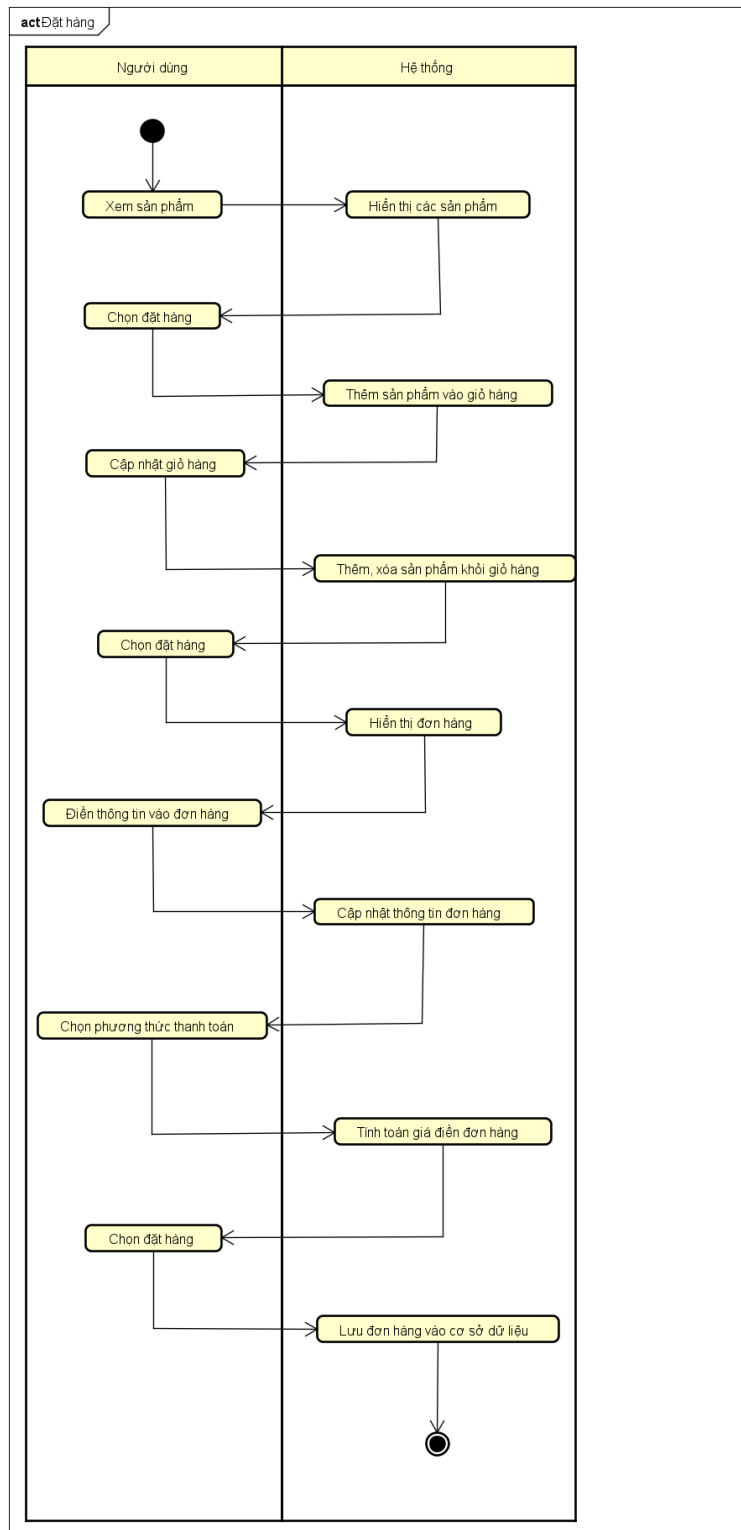 act Đặt hàng
Người dùng
Hệ thống
Xem sản phẩm
Hiển thị các sản phẩm
Chọn đặt hàng
Thêm sản phẩm vào giỏ hàng
Cập nhật giỏ hàng
Thêm, xóa sản phẩm khỏi giỏ hàng
Chọn đặt hàng
Hiển thị đơn hàng
Điền thông tin vào đơn hàng
Cập nhật thông tin đơn hàng
Chọn phương thức thanh toán
Tính toán giá điền đơn hàng
Chọn đặt hàng
Lưu đơn hàng vào cơ sở dữ liệu